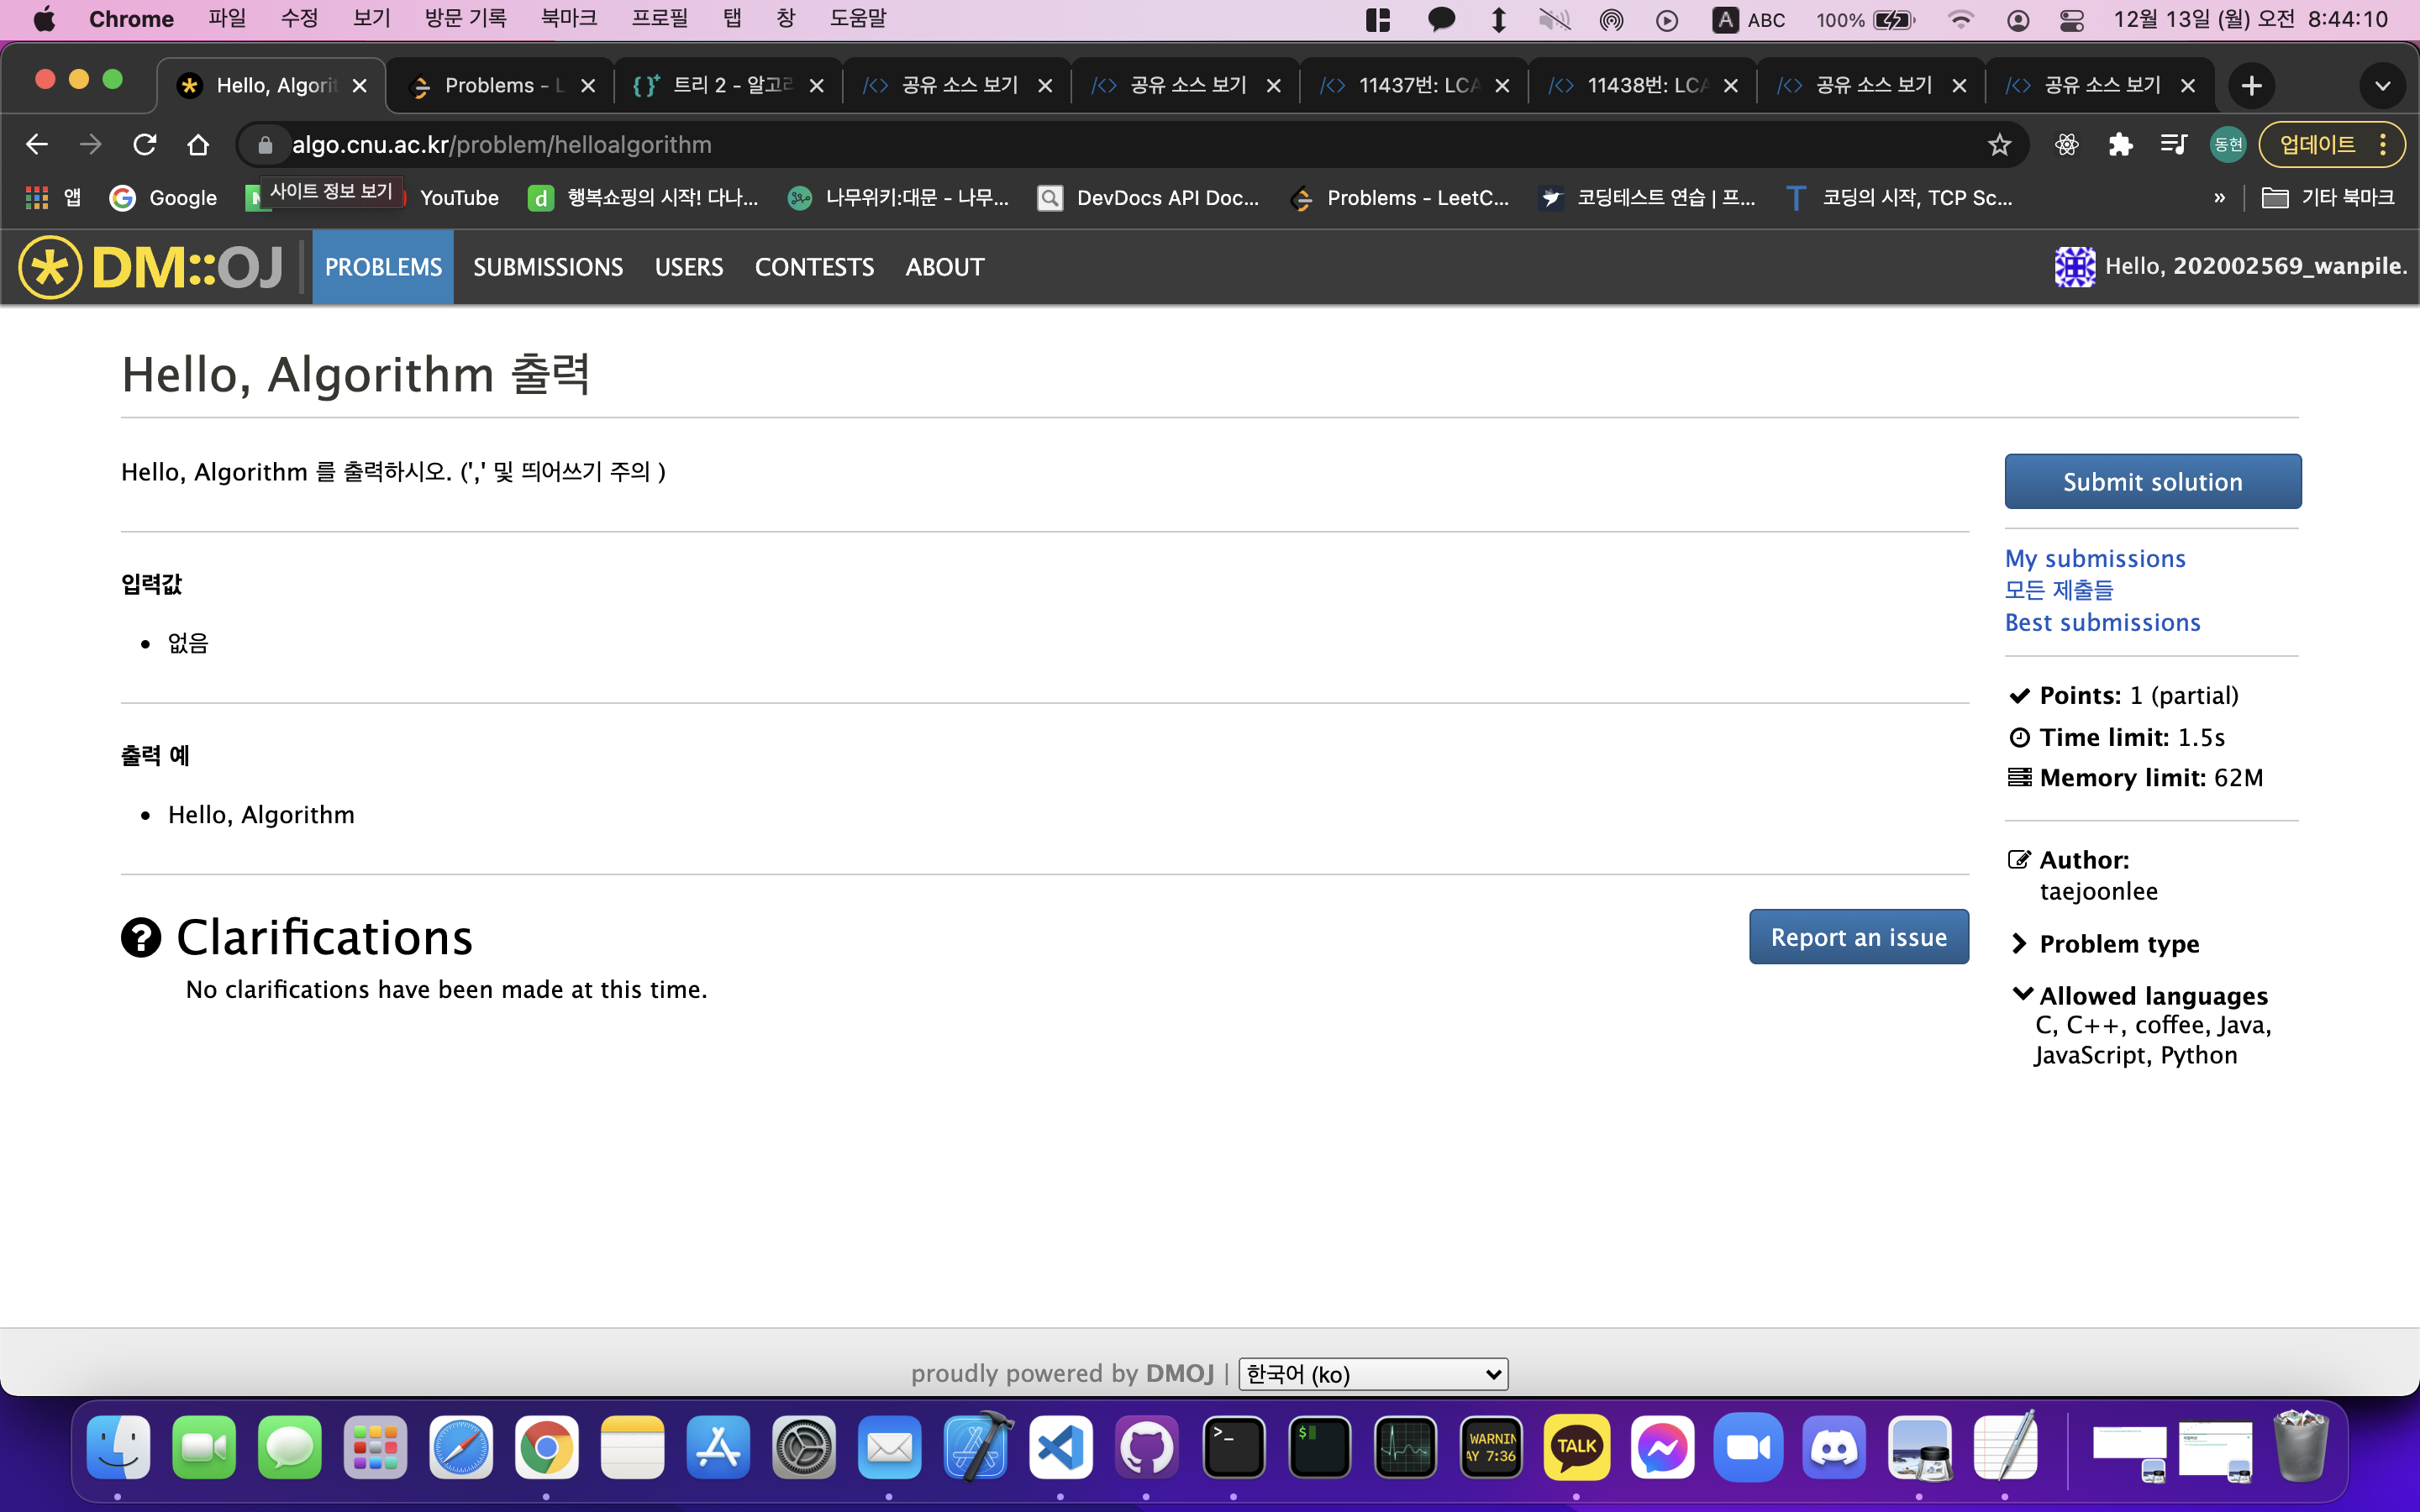 Chrome 파일 수정 보기 방문 기록 북마크 프로필 탭 창 도움말 A ABC 100% 12월 13일 (월) 오전 8:44:10
Hello, Algorit Problems - L 트리 2 - 알고 공유 소스 보기 공유 소스 보기 11437번: LCA 11438번: LCA 공유 소스 보기 공유 소스 보기
algo.cnu.ac.kr/problem/helloalgorithm 동현 업데이트
앱 Google 사이트 정보 보기 YouTube d 행복쇼핑의 시작! 다나... 나무위키:대문 - 나무... DevDocs API Doc... Problems - LeetC... 코딩테스트 연습 | 프... T 코딩의 시작, TCP Sc... » 기타 북마크
DM::OJ PROBLEMS SUBMISSIONS USERS CONTESTS ABOUT Hello, 202002569_wanpile.
Hello, Algorithm 출력
Hello, Algorithm 를 출력하시오. (',' 및 띄어쓰기 주의 )
입력값
• 없음
출력 예
• Hello, Algorithm
Clarifications
Report an issue
No clarifications have been made at this time.
Submit solution
My submissions
모든 제출들
Best submissions
Points: 1 (partial)
Time limit: 1.5s
Memory limit: 62M
Author:
taejoonlee
Problem type
Allowed languages
C, C++, coffee, Java,
JavaScript, Python
proudly powered by DMOJ | 한국어 (ko)
>_ $ WARNIN
AY 7:36
TALK